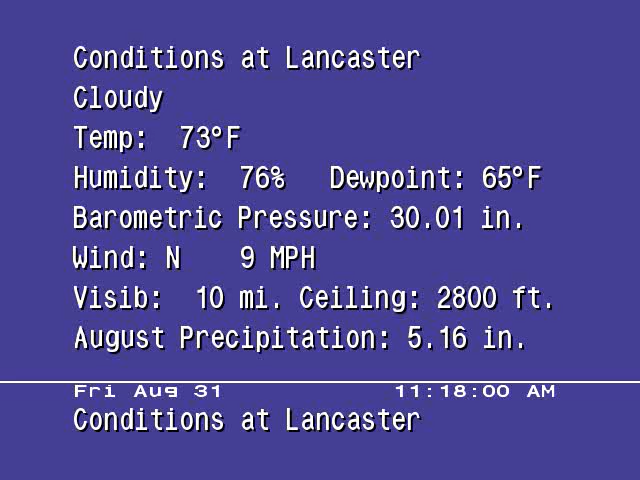 Conditions at Lancaster
Cloudy
Temp:  73°F
Humidity:  76%   Dewpoint: 65°F
Barometric Pressure: 30.01 in.
Wind: N    9 MPH
Visib:  10 mi. Ceiling: 2800 ft.
August Precipitation: 5.16 in.
Fri Aug 31    11:18:00 AM
Conditions at Lancaster